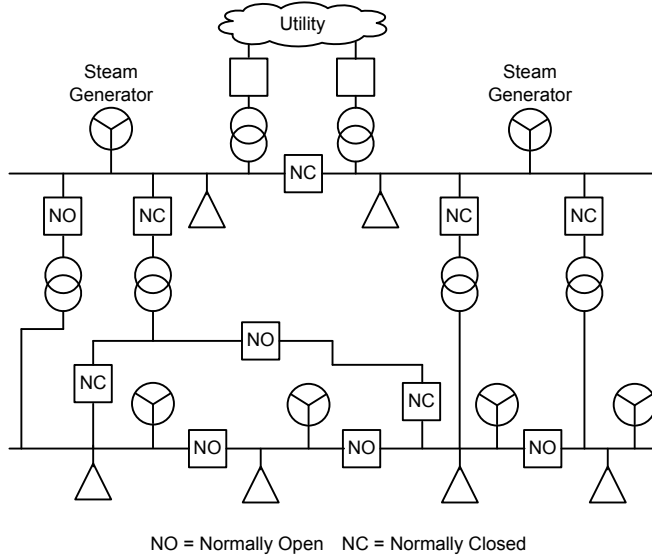 Utility
Steam
Generator
Steam
Generator
NC
NO
NC
NC
NC
NO
NC
NC
NO
NO
NO
NO = Normally Open NC = Normally Closed